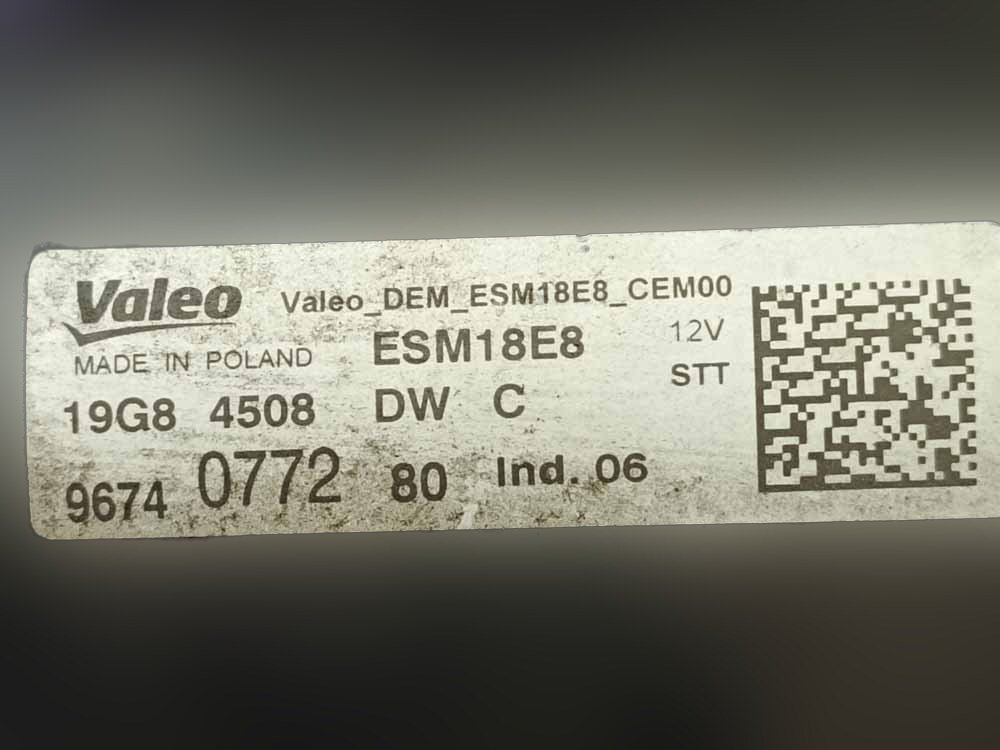 Valeo Valeo_DEM_ESM18E8_CEM00
MADE IN POLAND ESM18E8 12V
STT
19G8 4508 DW C
9674 0772 80 Ind. 06